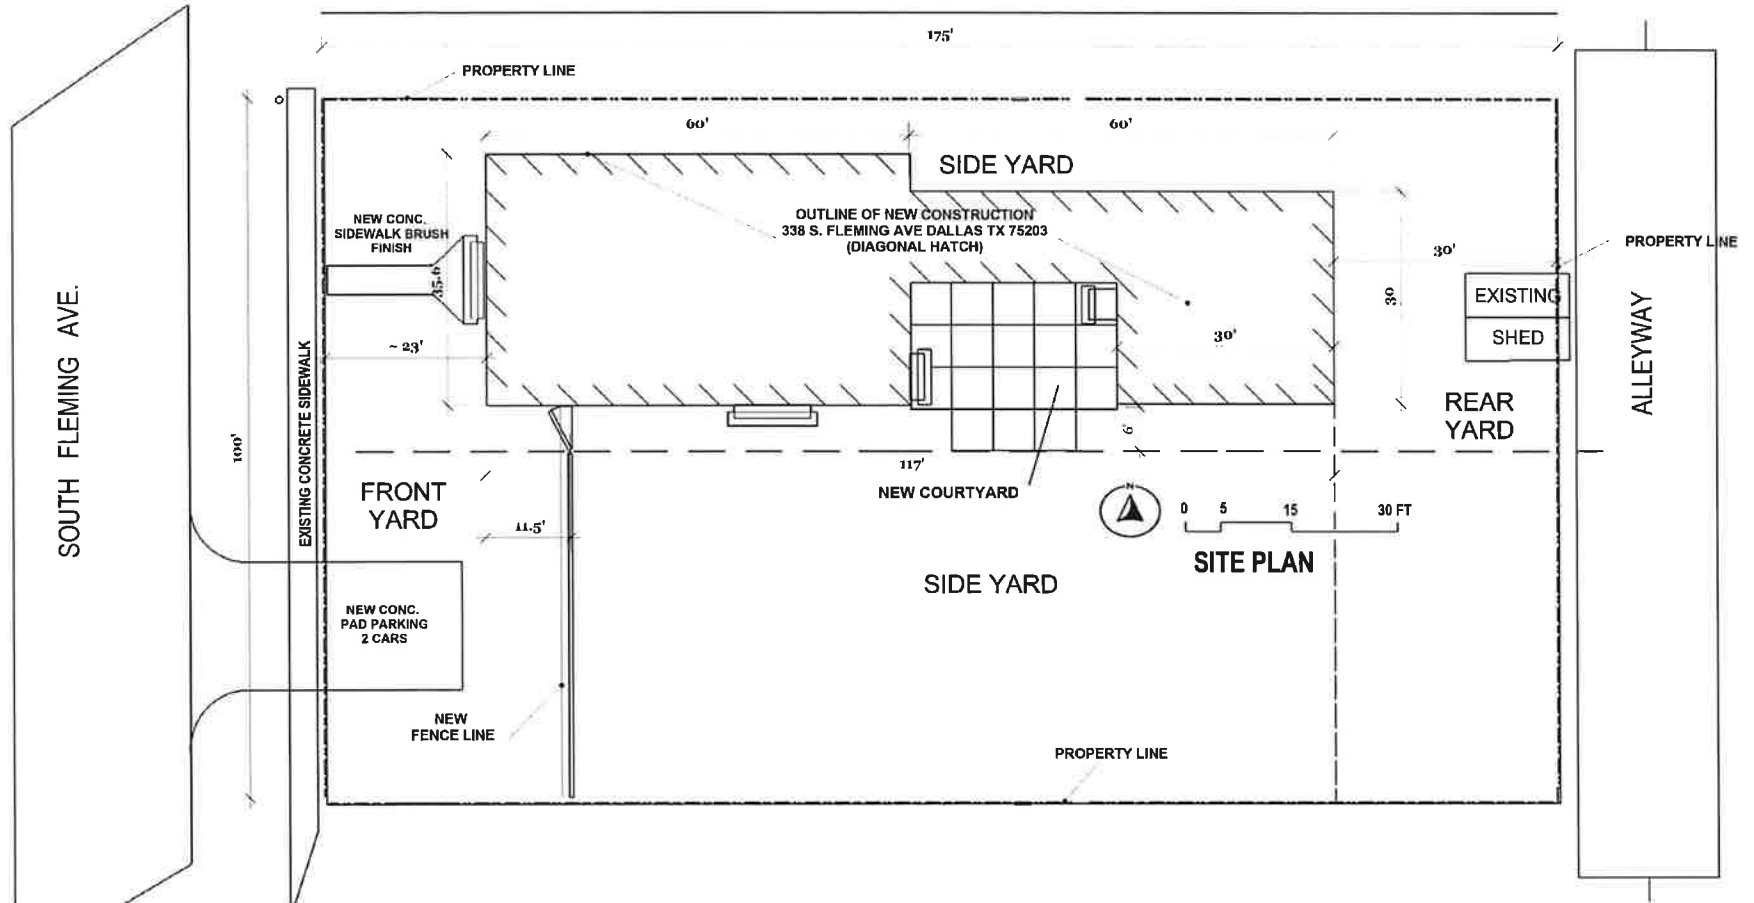 175'
PROPERTY LINE
60'
60'
SIDE YARD
OUTLINE OF NEW CONSTRUCTION
338 S. FLEMING AVE DALLAS TX 75203
(DIAGONAL HATCH)
NEW CONC.
SIDEWALK BRUSH
FINISH
35.6
~ 23'
30'
30
30'
PROPERTY LINE
EXISTING
SHED
SOUTH FLEMING AVE.
EXISTING CONCRETE SIDEWALK
100'
ALLEYWAY
REAR
YARD
6'
117'
NEW COURTYARD
FRONT
YARD
11.5'
N
0 5 15 30 FT
SITE PLAN
SIDE YARD
NEW CONC.
PAD PARKING
2 CARS
NEW
FENCE LINE
PROPERTY LINE